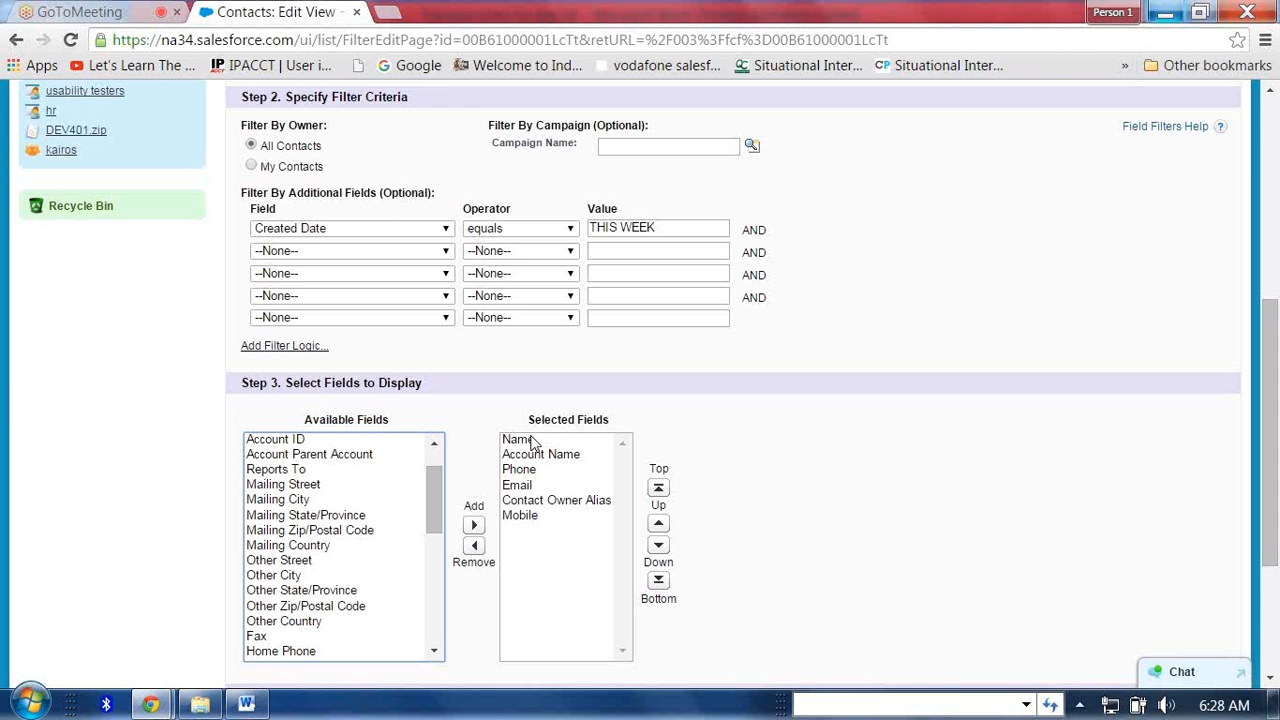 GoToMeeting
Contacts: Edit View -
Person 1
https://na34.salesforce.com/ui/list/FilterEditPage?id=00B61000001LcTt&retURL=%2F003%3Ffcf%3D00B61000001LcTt
Apps
Let's Learn The ...
IPACCT | User i...
Google
Welcome to Ind...
vodafone salesf...
Situational Inter...
Situational Inter...
»
Other bookmarks
usability testers
hr
DEV401.zip
kairos
Recycle Bin
Step 2. Specify Filter Criteria
Filter By Owner:
All Contacts
My Contacts
Filter By Campaign (Optional):
Campaign Name:
Field Filters Help
Filter By Additional Fields (Optional):
Field Operator Value
Created Date equals THIS WEEK AND
--None-- --None-- AND
--None-- --None-- AND
--None-- --None-- AND
--None-- --None--
Add Filter Logic...
Step 3. Select Fields to Display
Available Fields
Account ID
Account Parent Account
Reports To
Mailing Street
Mailing City
Mailing State/Province
Mailing Zip/Postal Code
Mailing Country
Other Street
Other City
Other State/Province
Other Zip/Postal Code
Other Country
Fax
Home Phone
Add
Remove
Selected Fields
Name
Account Name
Phone
Email
Contact Owner Alias
Mobile
Top
Up
Down
Bottom
Chat
6:28 AM